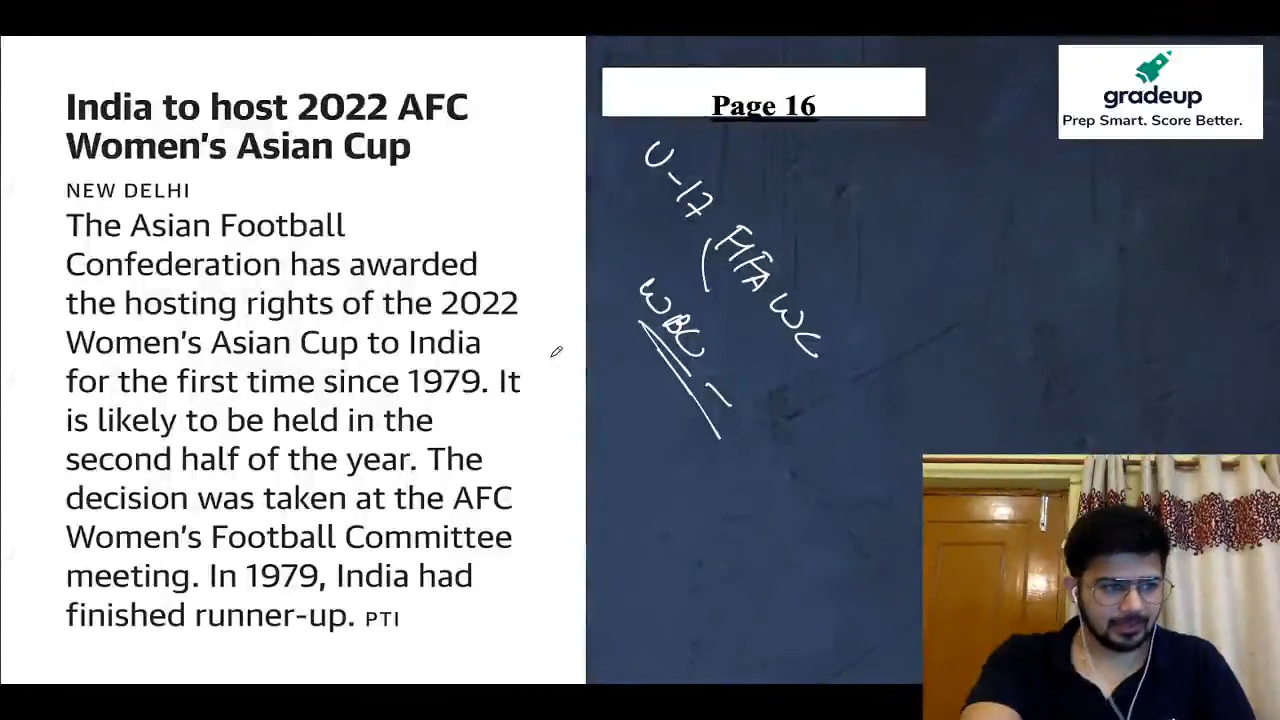 India to host 2022 AFC
Women's Asian Cup
NEW DELHI
The Asian Football
Confederation has awarded
the hosting rights of the 2022
Women's Asian Cup to India
for the first time since 1979. It
is likely to be held in the
second half of the year. The
decision was taken at the AFC
Women's Football Committee
meeting. In 1979, India had
finished runner-up. PTI
Page 16
gradeup
Prep Smart. Score Better.
U-17 FIFA WC